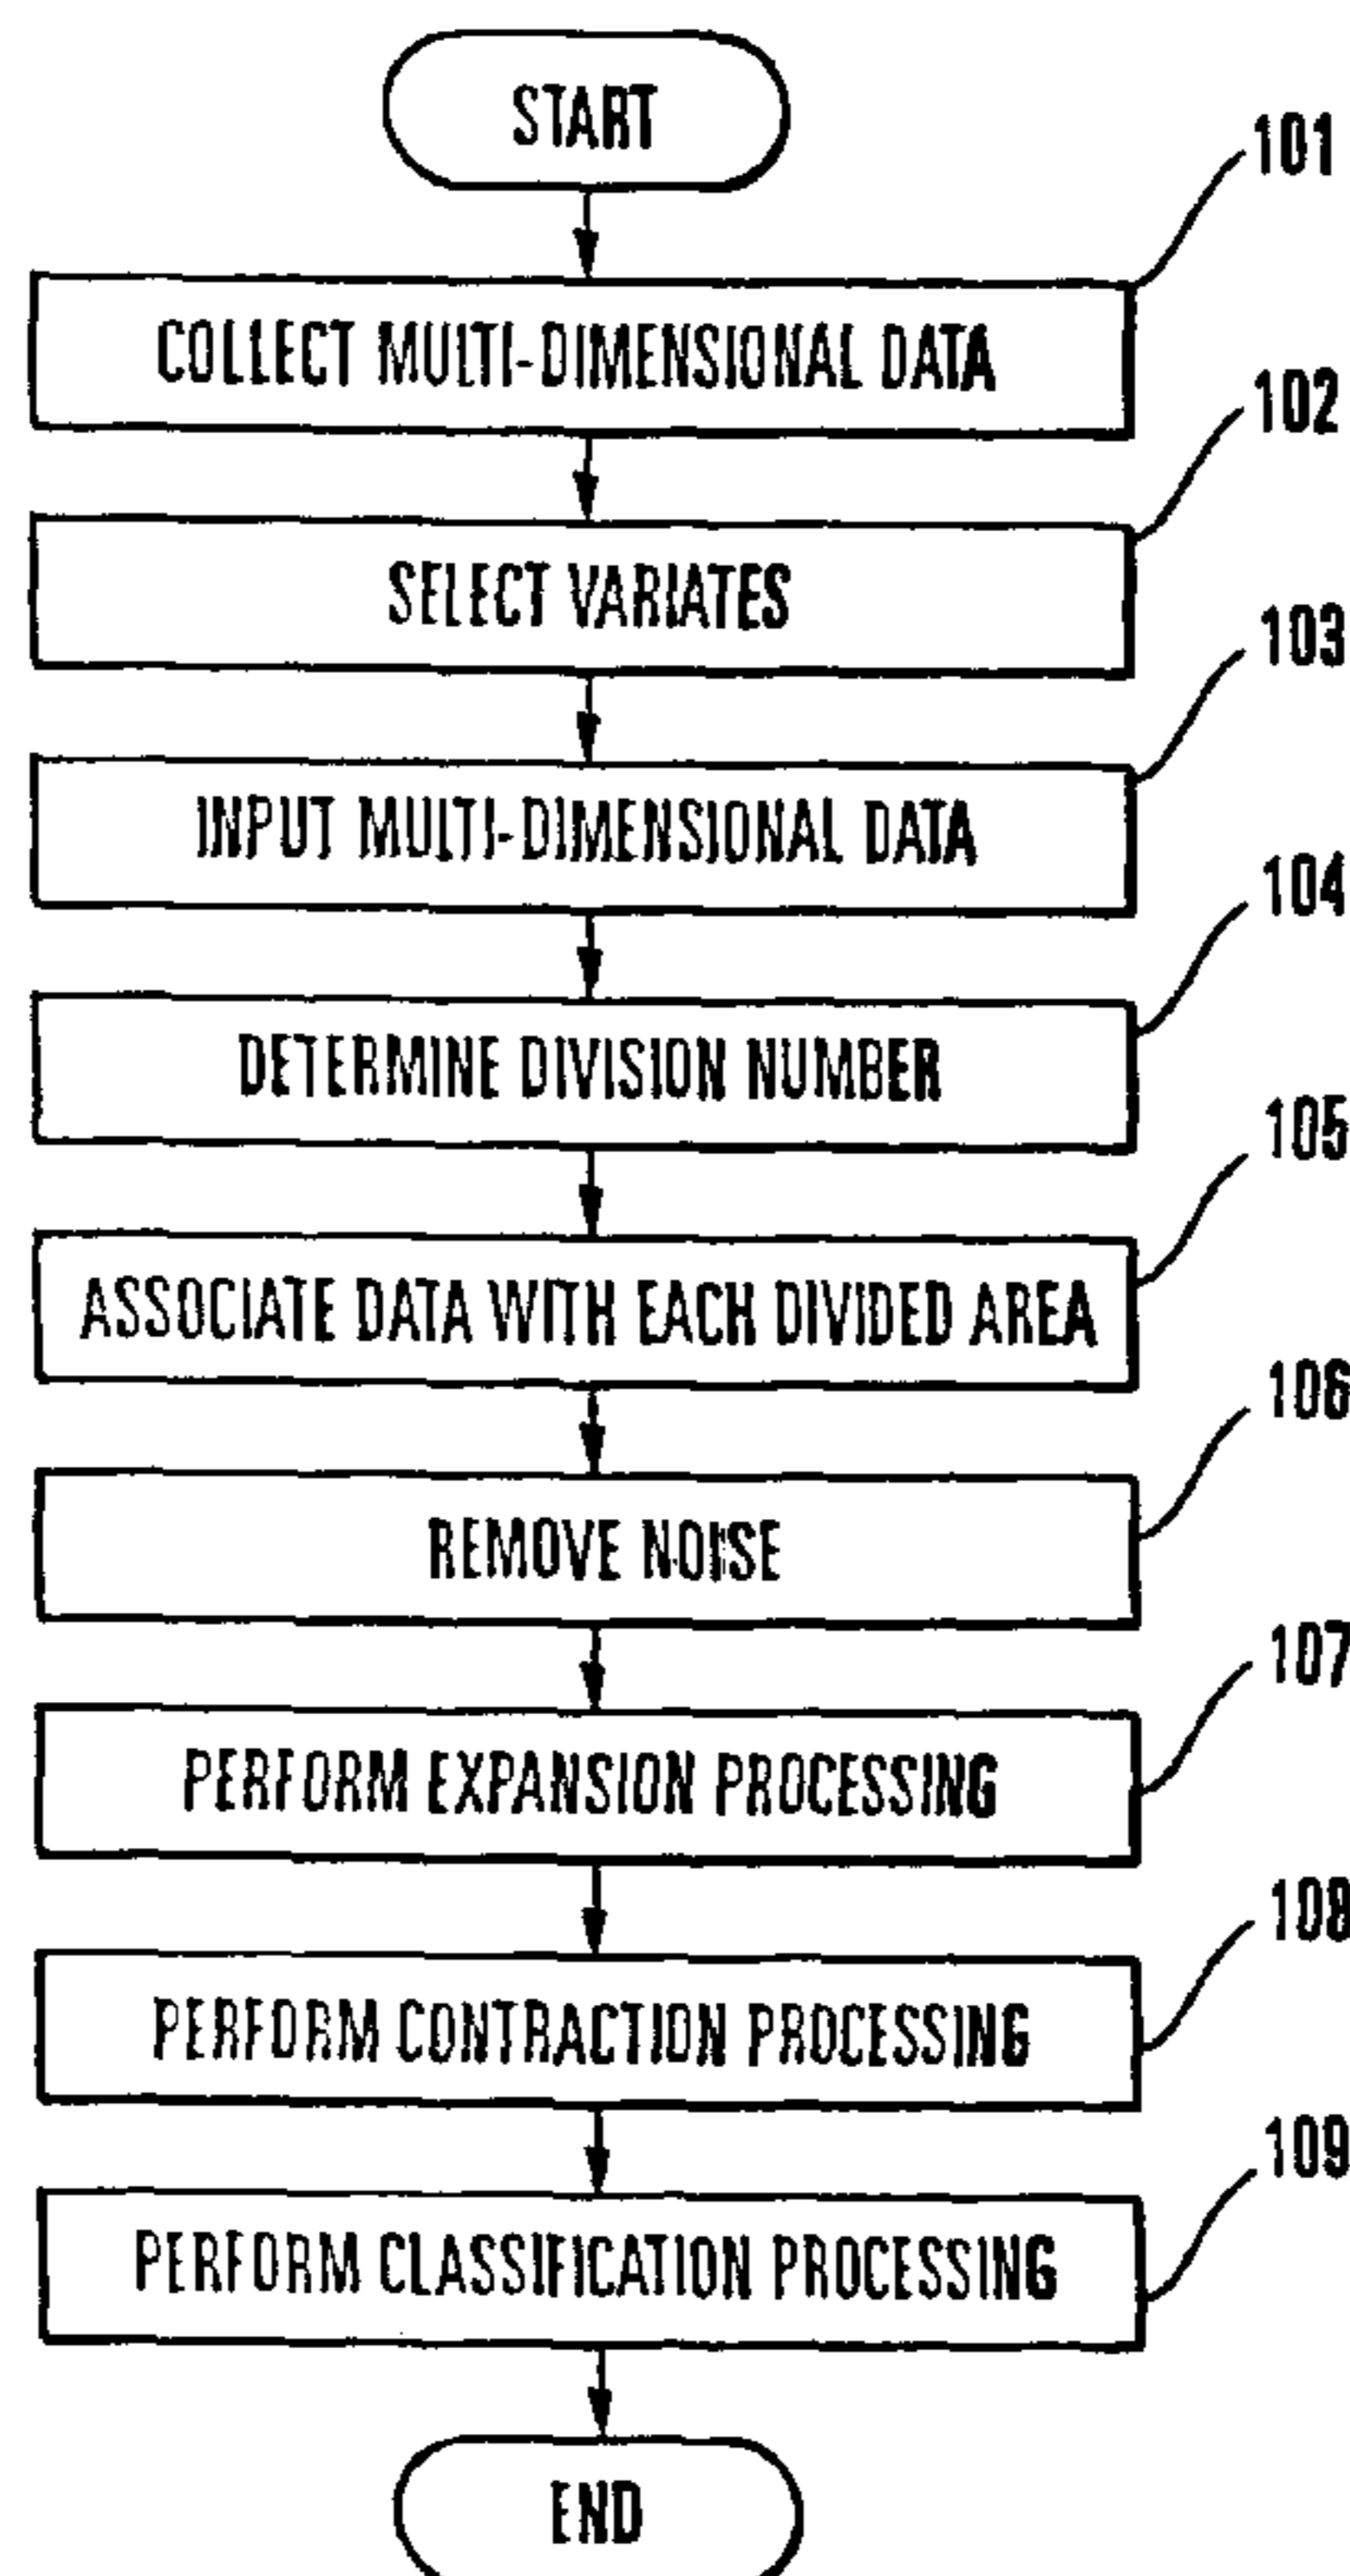 START
101
COLLECT MULTI-DIMENSIONAL DATA
102
SELECT VARIATES
103
INPUT MULTI-DIMENSIONAL DATA
104
DETERMINE DIVISION NUMBER
105
ASSOCIATE DATA WITH EACH DIVIDED AREA
106
REMOVE NOISE
107
PERFORM EXPANSION PROCESSING
108
PERFORM CONTRACTION PROCESSING
109
PERFORM CLASSIFICATION PROCESSING
END